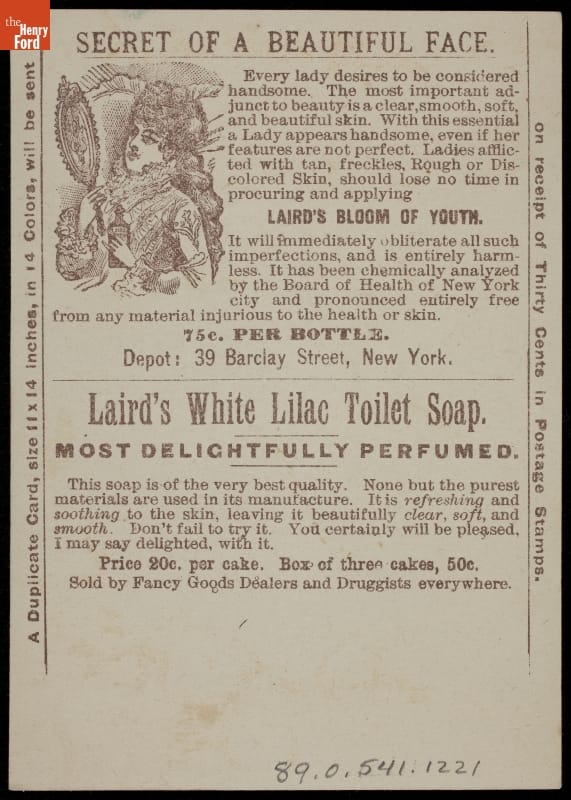 the
Henry
Ford
SECRET OF A BEAUTIFUL FACE.
Every lady desires to be considered
handsome. The most important ad-
junct to beauty is a clear, smooth, soft,
and beautiful skin. With this essential
a Lady appears handsome, even if her
features are not perfect. Ladies afflic-
ted with tan, freckles, Rough or Dis-
colored Skin, should lose no time in
procuring and applying
LAIRD'S BLOOM OF YOUTH.
It will immediately obliterate all such
imperfections, and is entirely harm-
less. It has been chemically analyzed
by the Board of Health of New York
city and pronounced entirely free
from any material injurious to the health or skin.
75c. PER BOTTLE.
Depot: 39 Barclay Street, New York.
Laird's White Lilac Toilet Soap.
MOST DELIGHTFULLY PERFUMED.
This soap is of the very best quality. None but the purest
materials are used in its manufacture. It is refreshing and
soothing to the skin, leaving it beautifully clear, soft, and
smooth. Don't fail to try it. You certainly will be pleased,
I may say delighted, with it.
Price 20c. per cake. Box of three cakes, 50c.
Sold by Fancy Goods Dealers and Druggists everywhere.
A Duplicate Card, size 11x14 inches, in 14 Colors, will be sent
on receipt of Thirty Cents in Postage Stamps.
89.0.541.1221